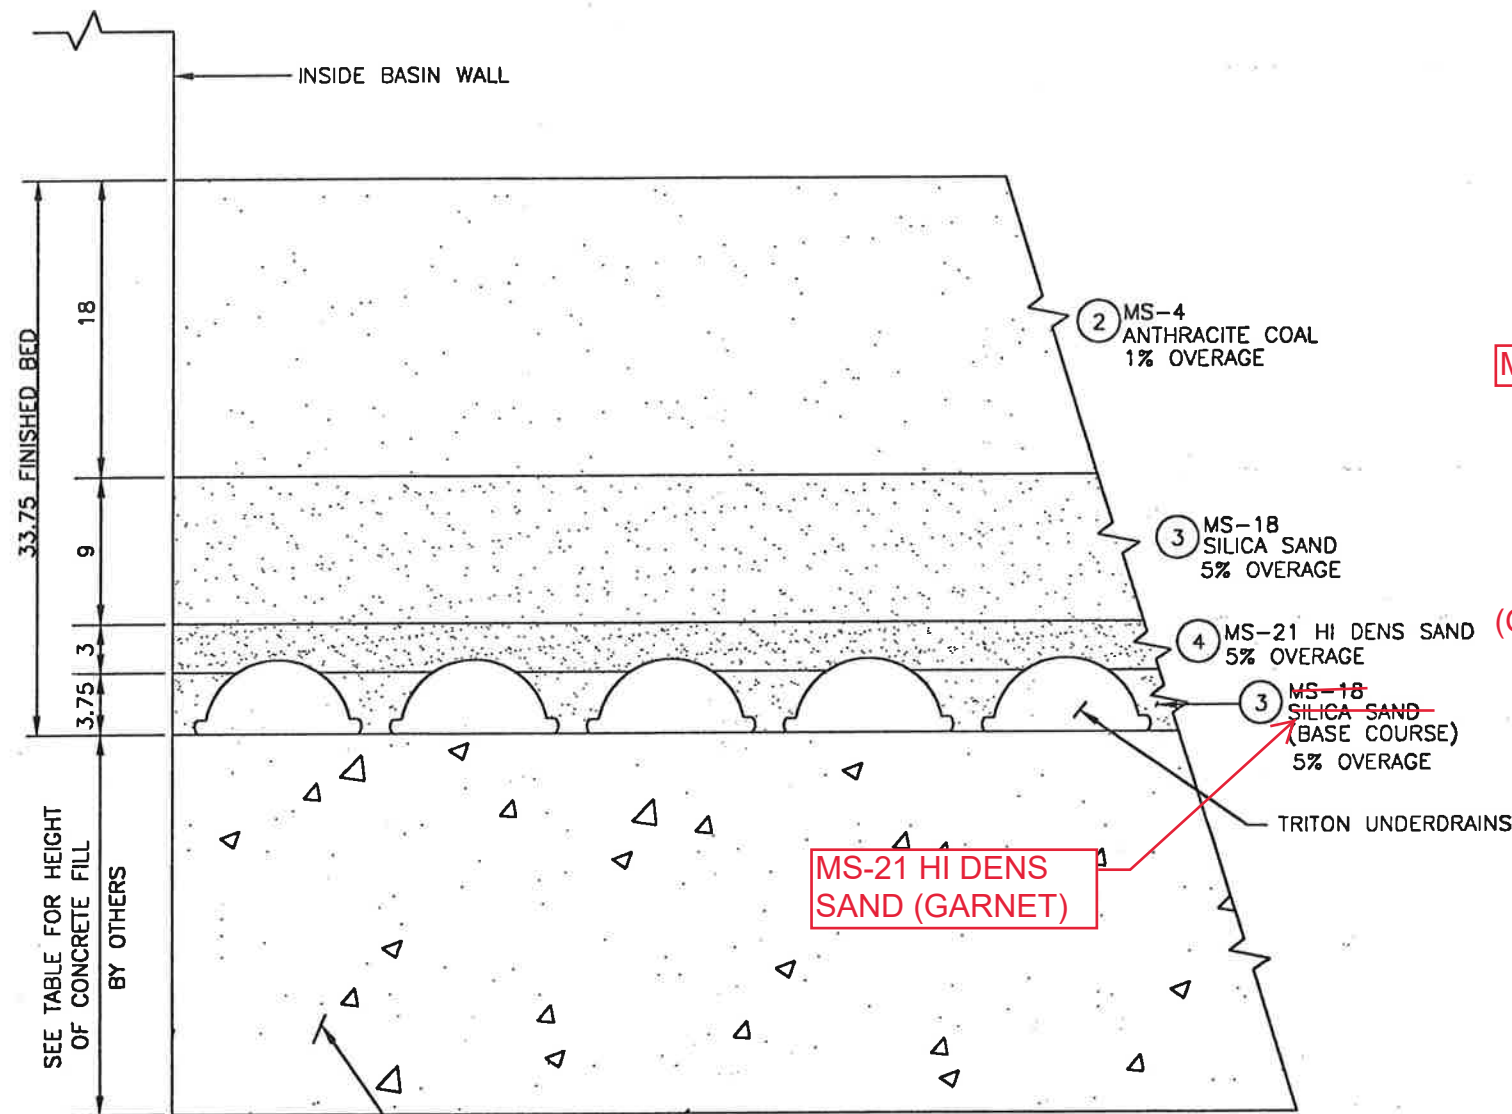 INSIDE BASIN WALL
33.75 FINISHED BED
18
9
3
3.75
2
MS-4
ANTHRACITE COAL
1% OVERAGE
M
3
MS-18
SILICA SAND
5% OVERAGE
4
MS-21 HI DENS SAND
5% OVERAGE
3
MS-18
SILICA SAND
(BASE COURSE)
5% OVERAGE
TRITON UNDERDRAINS
MS-21 HI DENS
SAND (GARNET)
SEE TABLE FOR HEIGHT
OF CONCRETE FILL
BY OTHERS